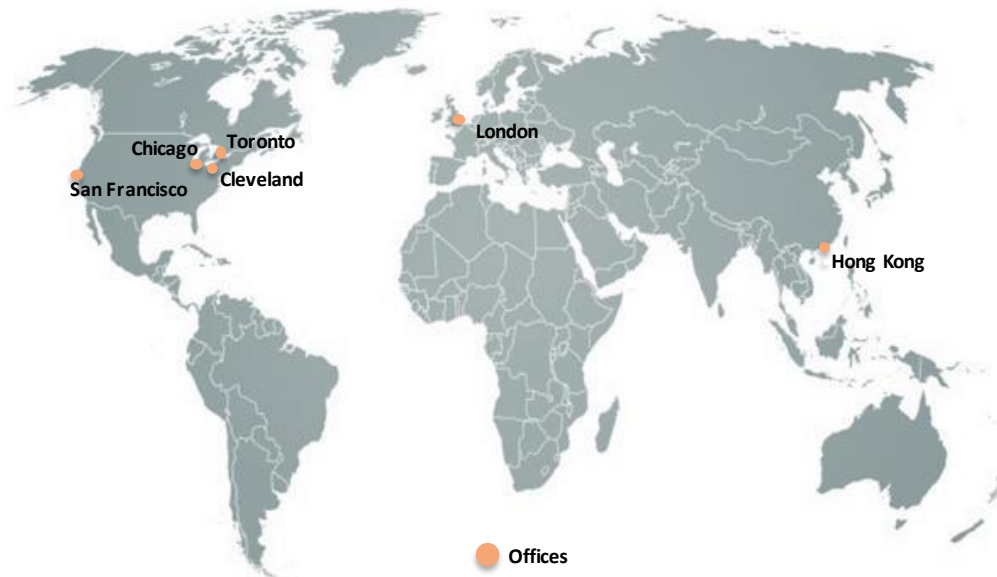 Toronto
Chicago
Cleveland
San Francisco
London
Hong Kong
Offices